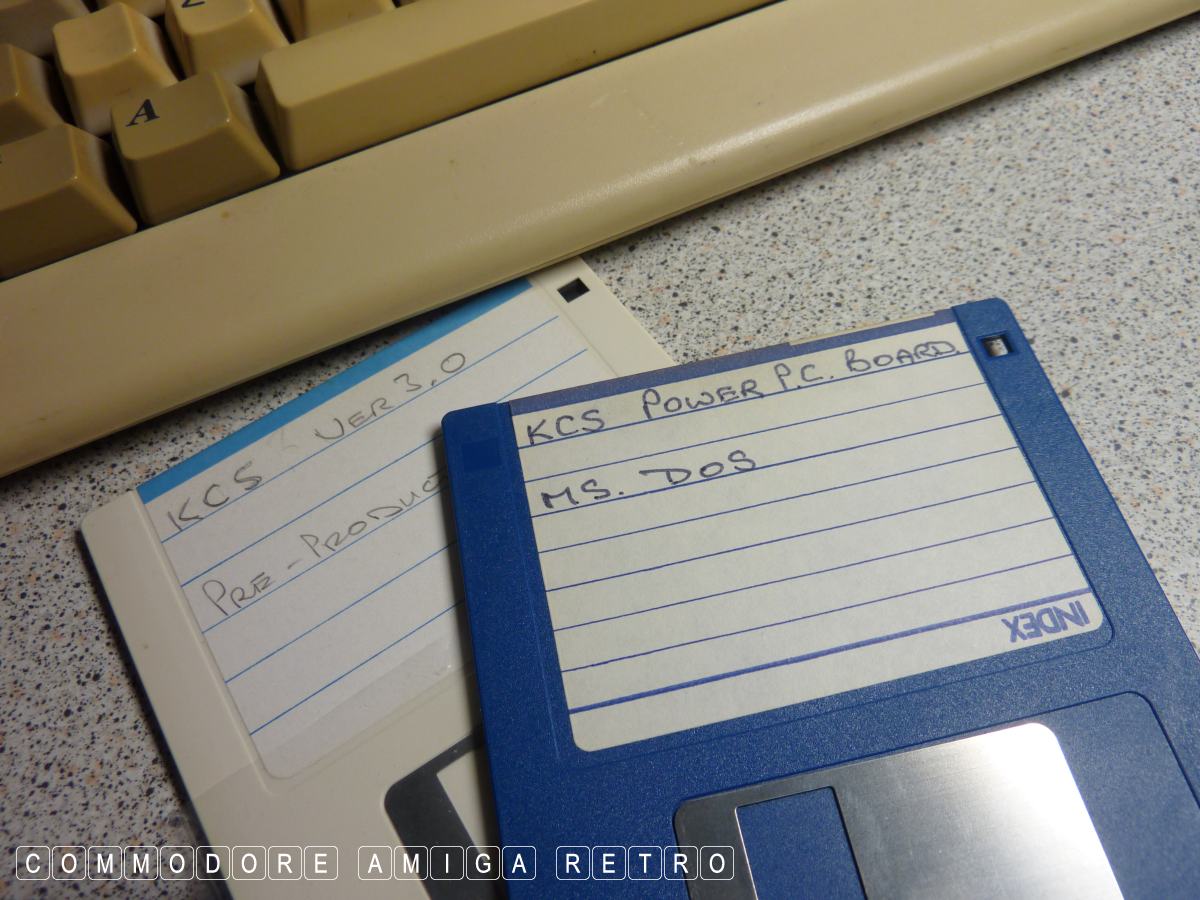 A
KCS VER 3.0
PRE-PRODUC
KCS POWER P.C. BOARD.
MS. DOS
INDEX
COMMODORE AMIGA RETRO